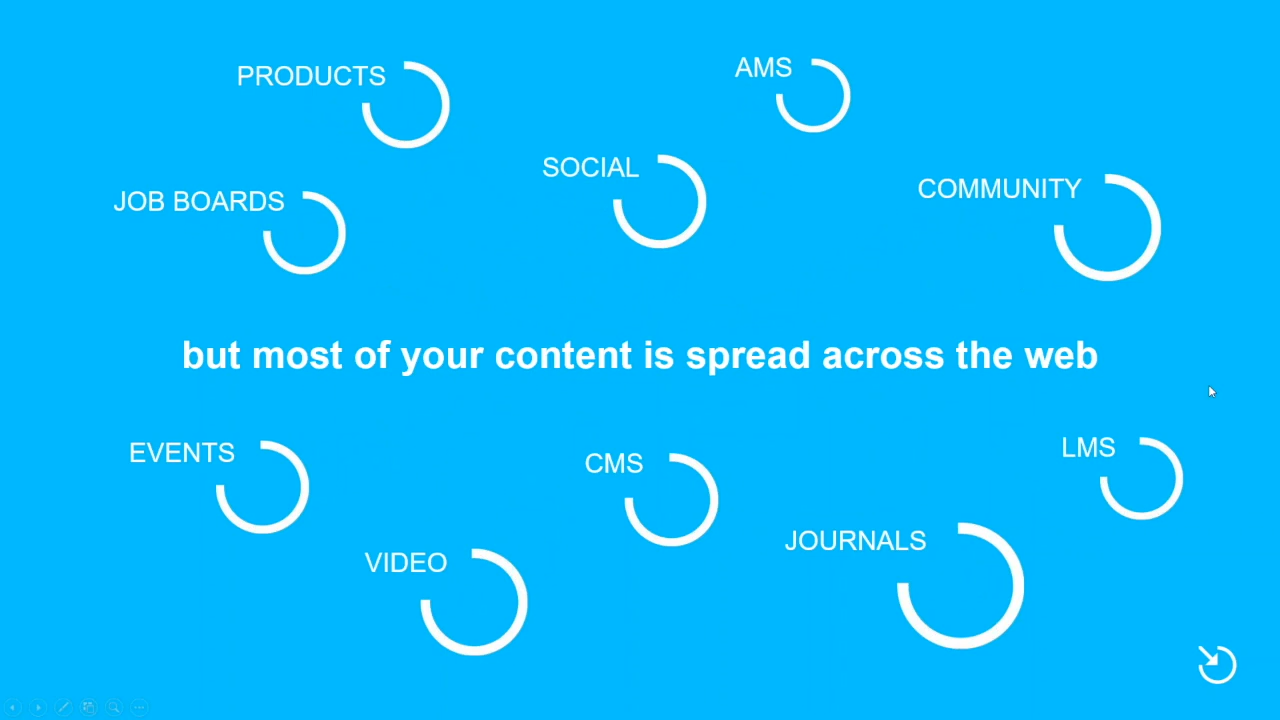 PRODUCTS
AMS
SOCIAL
JOB BOARDS
COMMUNITY
but most of your content is spread across the web
EVENTS
CMS
LMS
VIDEO
JOURNALS